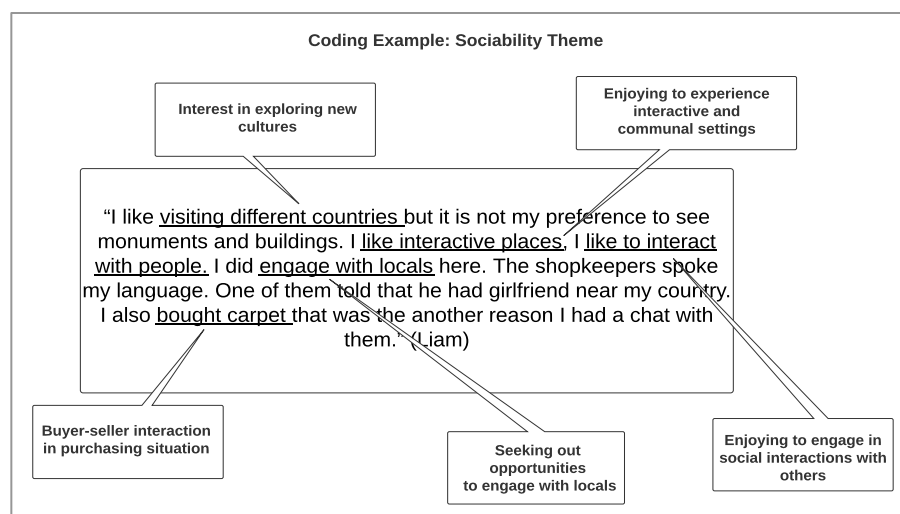 Coding Example: Sociability Theme
Interest in exploring new
cultures
Enjoying to experience
interactive and
communal settings
“I like visiting different countries but it is not my preference to see
monuments and buildings. I like interactive places, I like to interact
with people. I did engage with locals here. The shopkeepers spoke
my language. One of them told that he had girlfriend near my country.
I also bought carpet that was the another reason I had a chat with
them.” (Liam)
Buyer-seller interaction
in purchasing situation
Seeking out
opportunities
to engage with locals
Enjoying to engage in
social interactions with
others